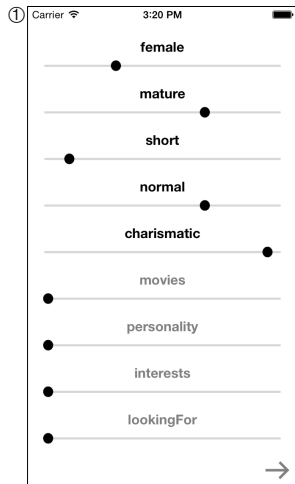 ① Carrier 3:20 PM
female
mature
short
normal
charismatic
movies
personality
interests
lookingFor